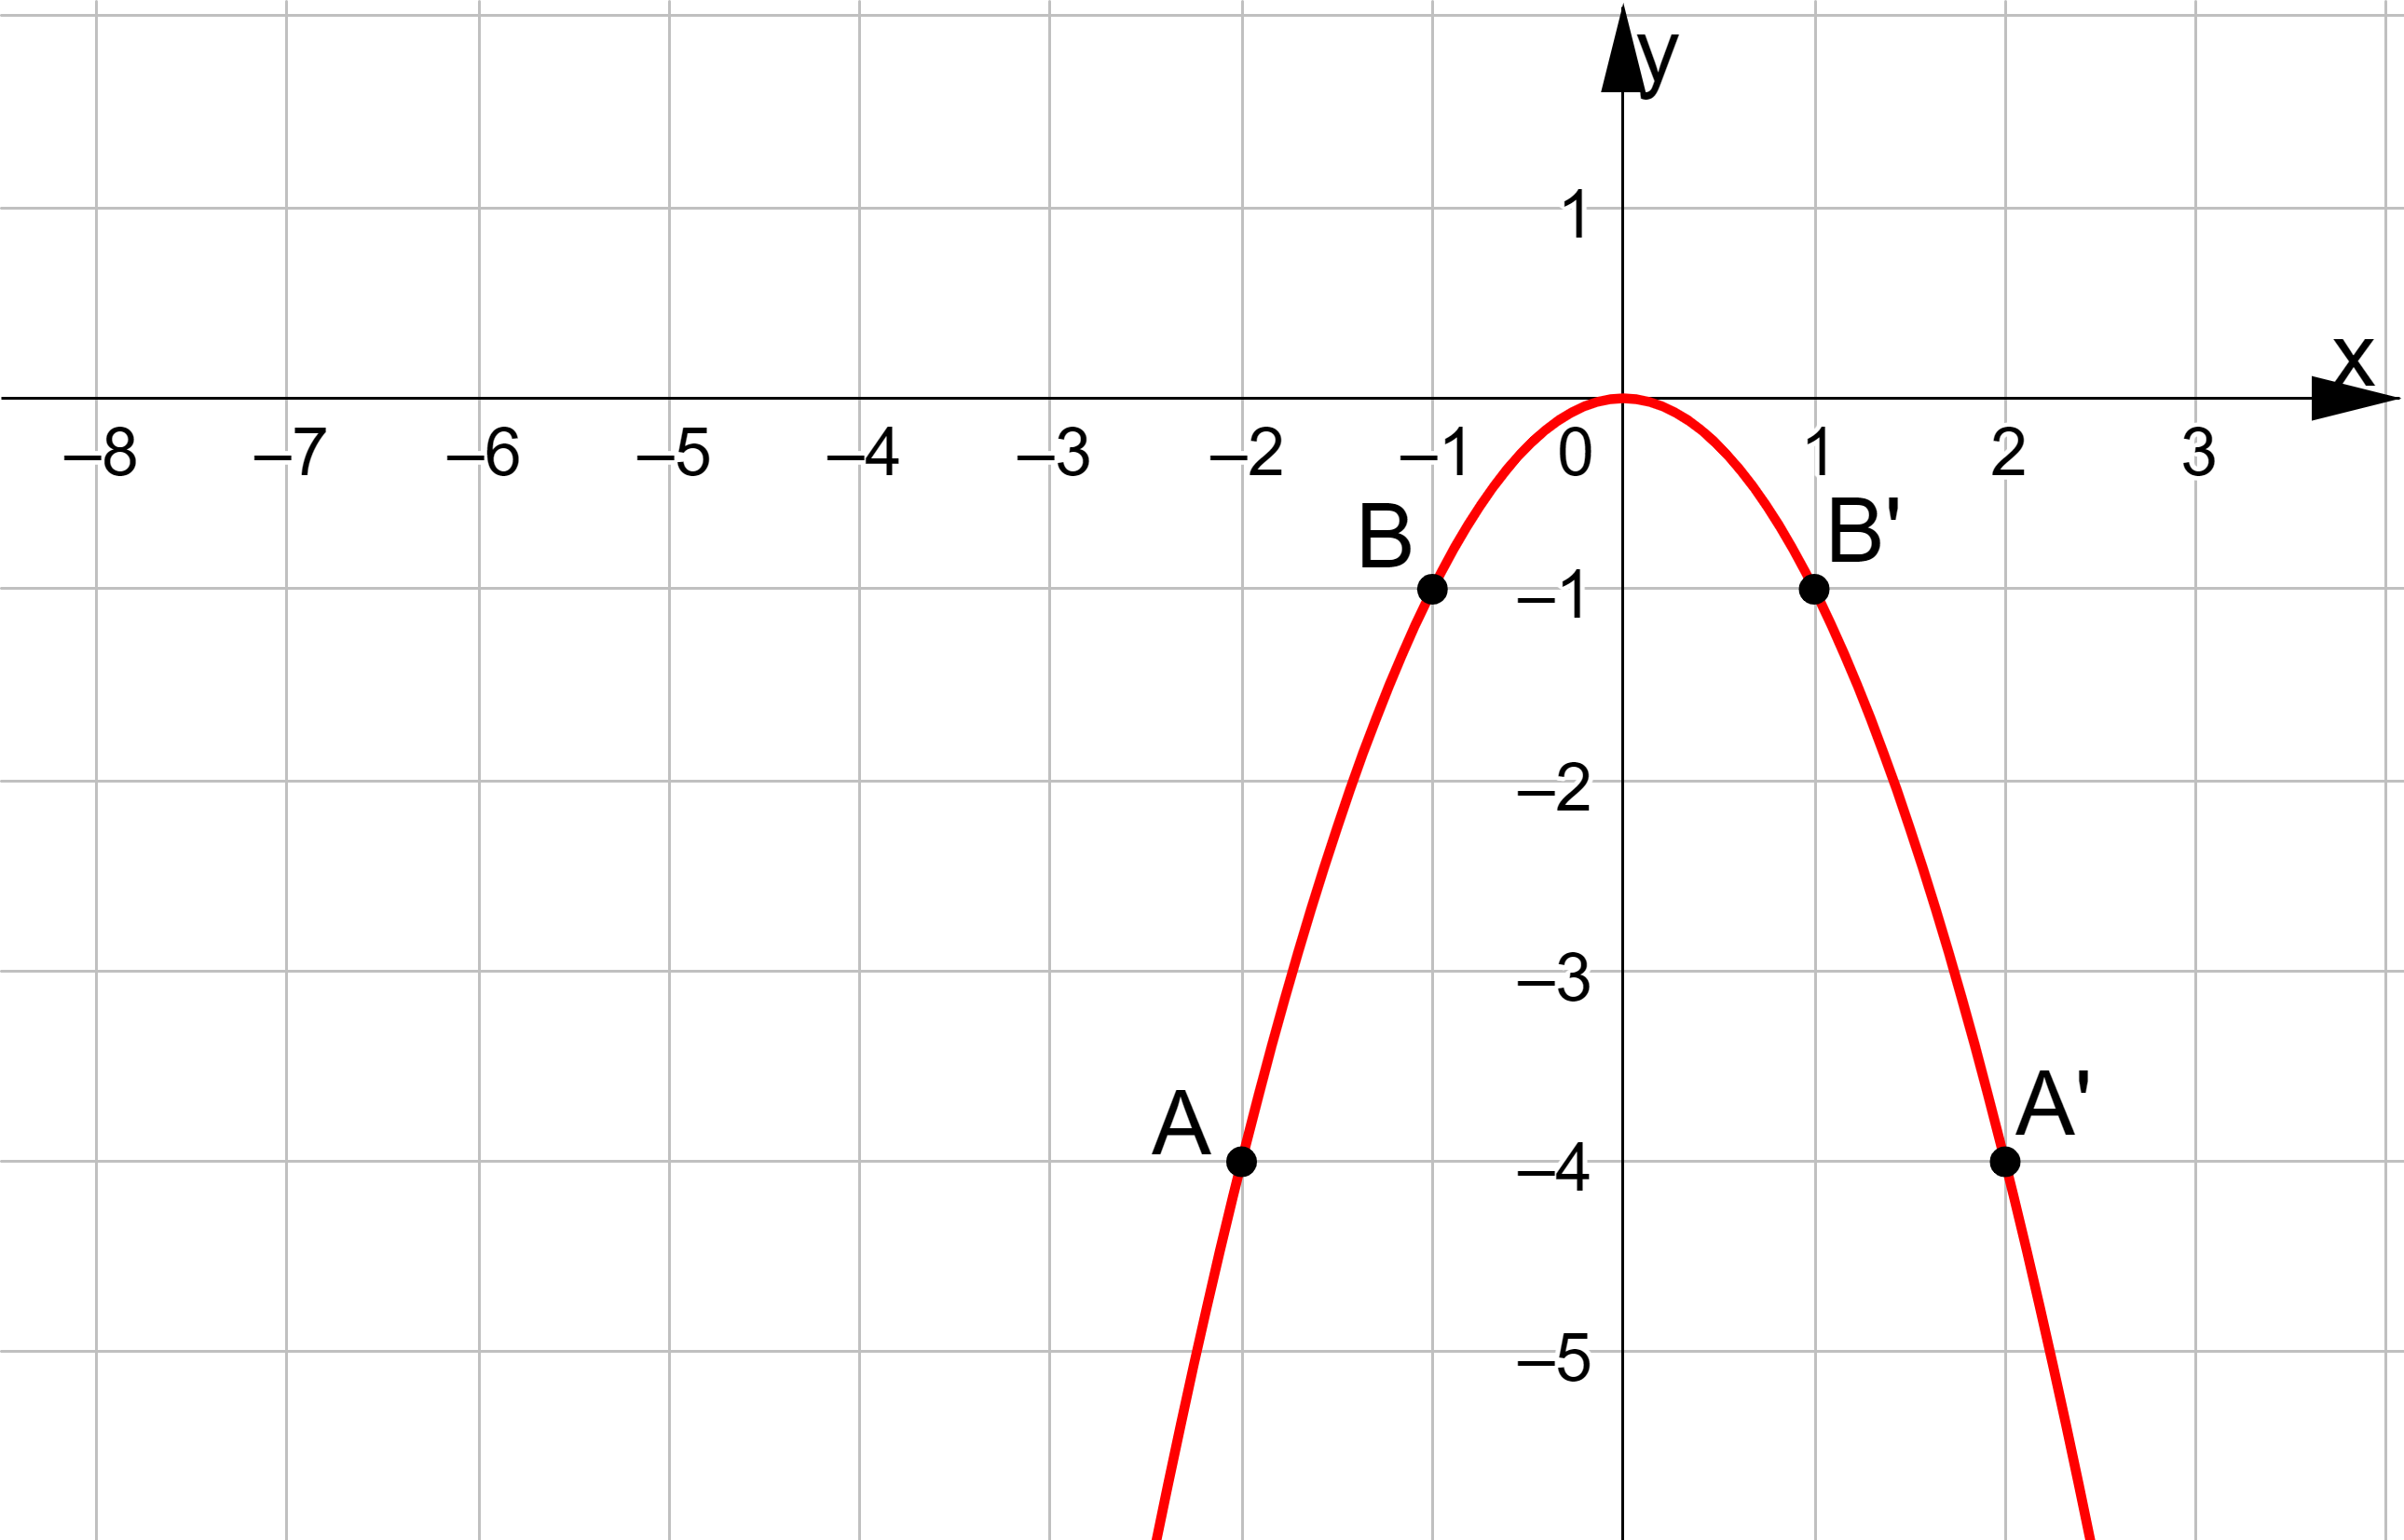 y
1
x
–8 –7 –6 –5 –4 –3 –2 –1 0 1 2 3
B B'
–1
–2
–3
A A'
–4
–5